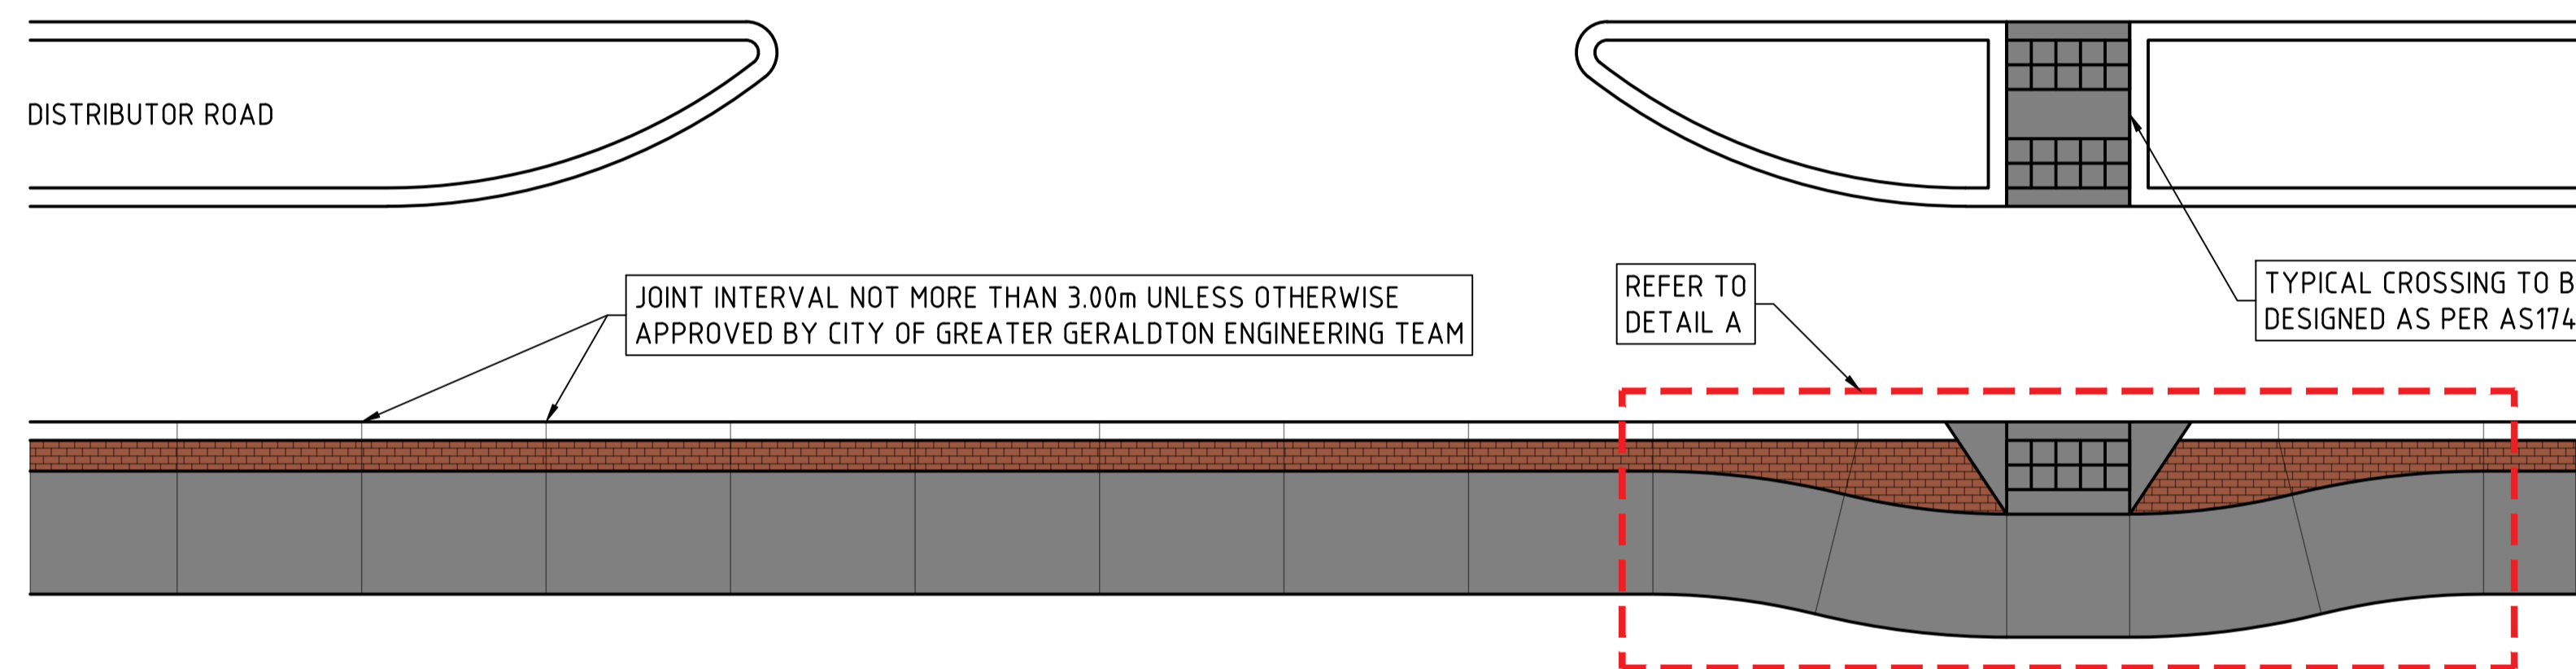 DISTRIBUTOR ROAD
JOINT INTERVAL NOT MORE THAN 3.00m UNLESS OTHERWISE
APPROVED BY CITY OF GREATER GERALDTON ENGINEERING TEAM
REFER TO
DETAIL A
TYPICAL CROSSING TO
DESIGNED AS PER